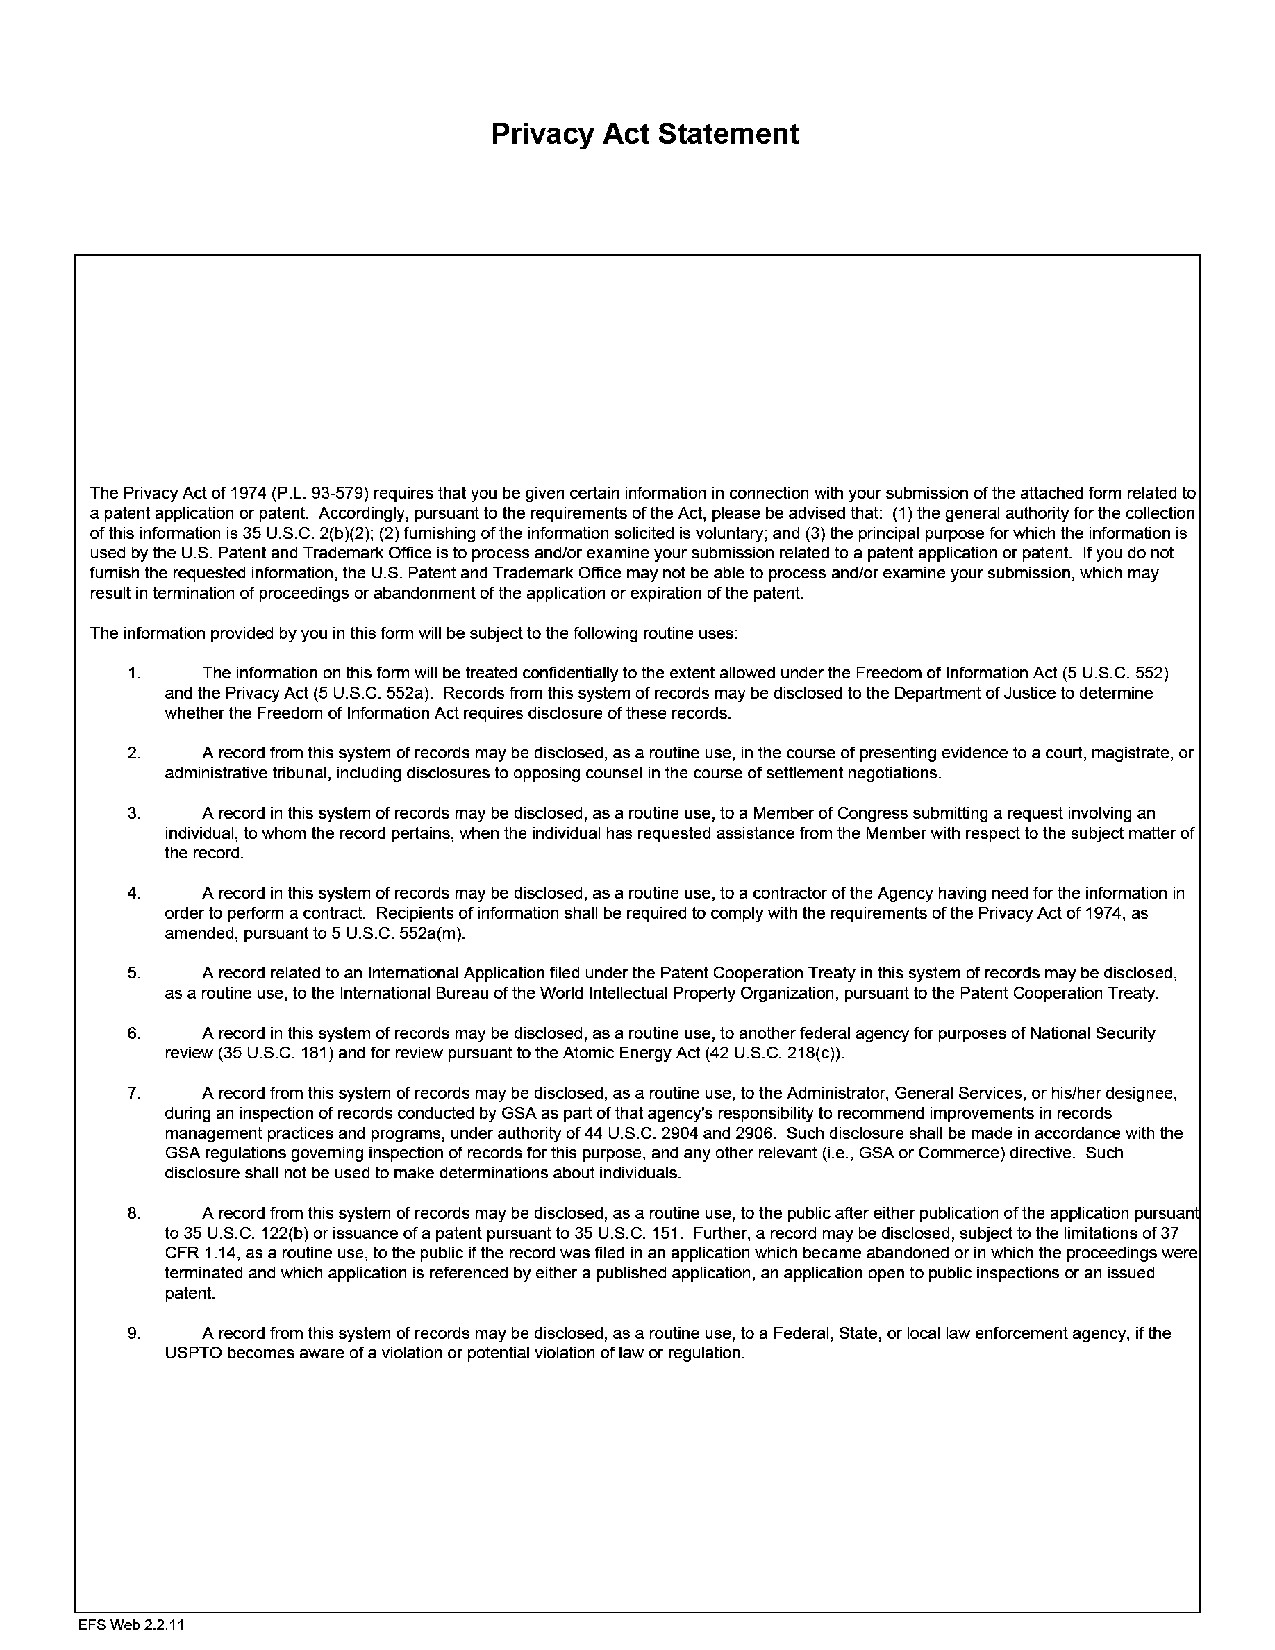 Privacy Act Statement
The Privacy Act of 1974 (P.L. 93-579) requires that you be given certain information in connection with your submission of the attached form related to
a patent application or patent.  Accordingly, pursuant to the requirements of the Act, please be advised that:  (1) the general authority for the collection
of this information is 35 U.S.C. 2(b)(2); (2) furnishing of the information solicited is voluntary; and (3) the principal purpose for which the information is
used by the U.S. Patent and Trademark Office is to process and/or examine your submission related to a patent application or patent.  If you do not
furnish the requested information, the U.S. Patent and Trademark Office may not be able to process and/or examine your submission, which may
result in termination of proceedings or abandonment of the application or expiration of the patent.
The information provided by you in this form will be subject to the following routine uses:
1. The information on this form will be treated confidentially to the extent allowed under the Freedom of Information Act (5 U.S.C. 552)
and the Privacy Act (5 U.S.C. 552a).  Records from this system of records may be disclosed to the Department of Justice to determine
whether the Freedom of Information Act requires disclosure of these records.
2. A record from this system of records may be disclosed, as a routine use, in the course of presenting evidence to a court, magistrate, or
administrative tribunal, including disclosures to opposing counsel in the course of settlement negotiations.
3. A record in this system of records may be disclosed, as a routine use, to a Member of Congress submitting a request involving an
individual, to whom the record pertains, when the individual has requested assistance from the Member with respect to the subject matter of
the record.
4. A record in this system of records may be disclosed, as a routine use, to a contractor of the Agency having need for the information in
order to perform a contract.  Recipients of information shall be required to comply with the requirements of the Privacy Act of 1974, as
amended, pursuant to 5 U.S.C. 552a(m).
5. A record related to an International Application filed under the Patent Cooperation Treaty in this system of records may be disclosed,
as a routine use, to the International Bureau of the World Intellectual Property Organization, pursuant to the Patent Cooperation Treaty.
6. A record in this system of records may be disclosed, as a routine use, to another federal agency for purposes of National Security
review (35 U.S.C. 181) and for review pursuant to the Atomic Energy Act (42 U.S.C. 218(c)).
7. A record from this system of records may be disclosed, as a routine use, to the Administrator, General Services, or his/her designee,
during an inspection of records conducted by GSA as part of that agency's responsibility to recommend improvements in records
management practices and programs, under authority of 44 U.S.C. 2904 and 2906.  Such disclosure shall be made in accordance with the
GSA regulations governing inspection of records for this purpose, and any other relevant (i.e., GSA or Commerce) directive.  Such
disclosure shall not be used to make determinations about individuals.
8. A record from this system of records may be disclosed, as a routine use, to the public after either publication of the application pursuant
to 35 U.S.C. 122(b) or issuance of a patent pursuant to 35 U.S.C. 151.  Further, a record may be disclosed, subject to the limitations of 37
CFR 1.14, as a routine use, to the public if the record was filed in an application which became abandoned or in which the proceedings were
terminated and which application is referenced by either a published application, an application open to public inspections or an issued
patent.
9. A record from this system of records may be disclosed, as a routine use, to a Federal, State, or local law enforcement agency, if the
USPTO becomes aware of a violation or potential violation of law or regulation.
EFS Web 2.2.11